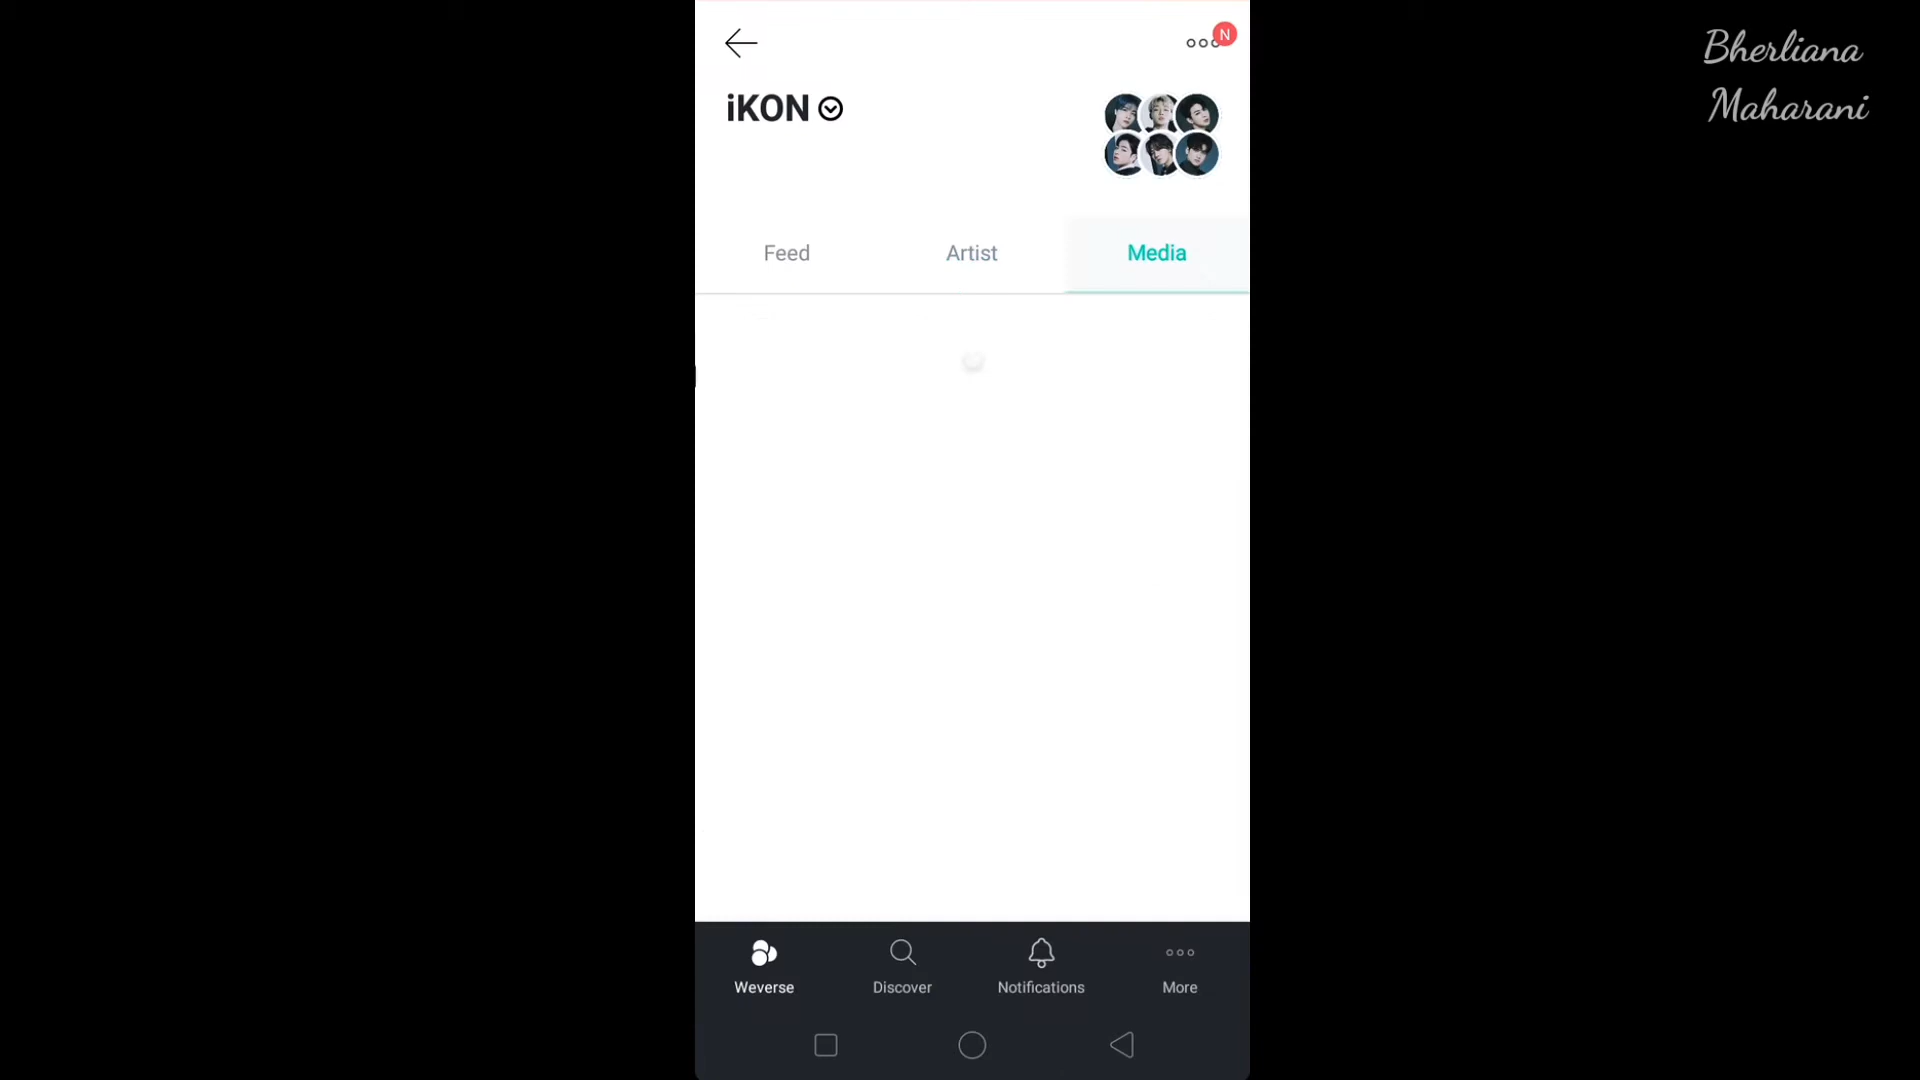 N
Bherliana
Maharani
iKON
Feed
Artist
Media
Weverse
Discover
Notifications
More